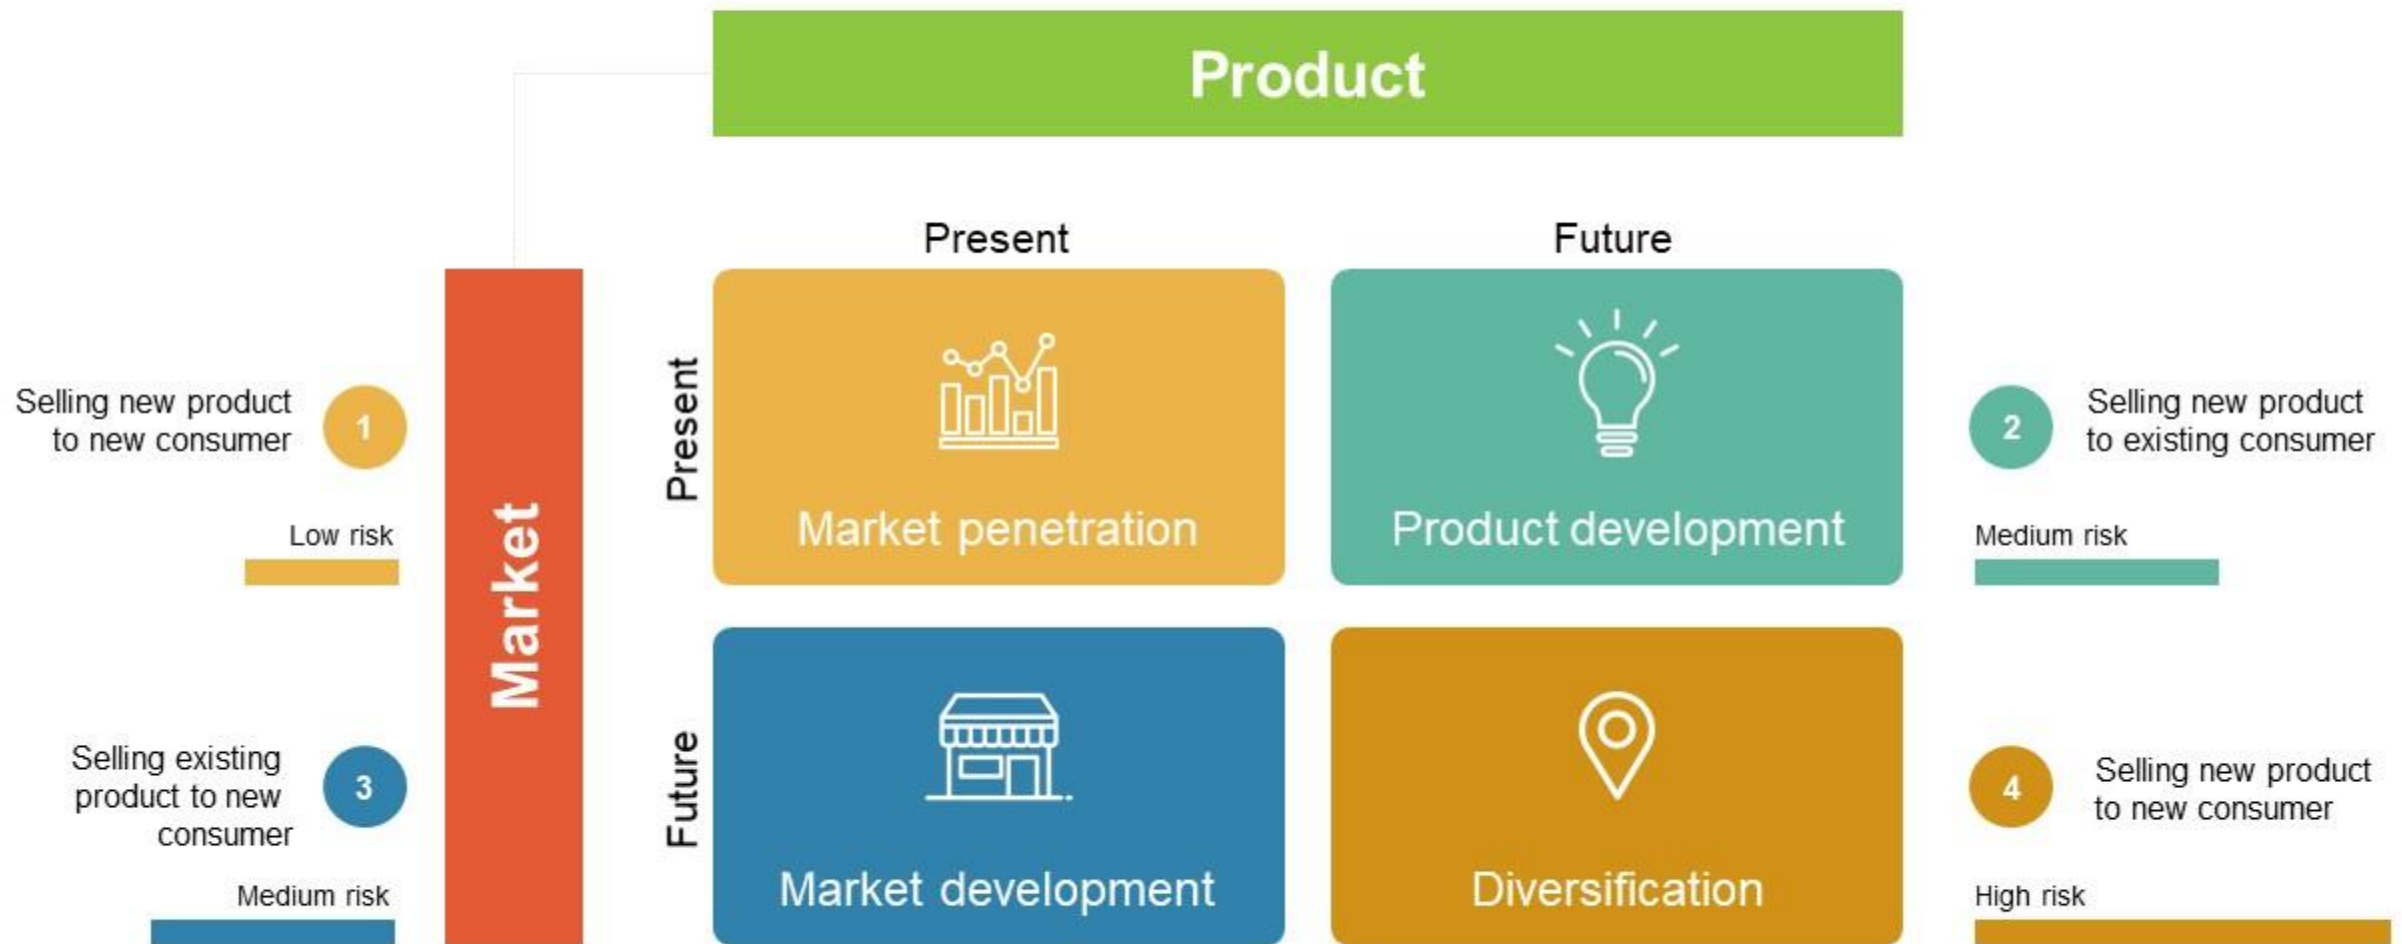 Product
Present
Future
Market
Present
Selling new product
to new consumer
1
Low risk
Market penetration
Product development
2
Selling new product
to existing consumer
Medium risk
Future
Selling existing
product to new
consumer
3
Medium risk
Market development
Diversification
4
Selling new product
to new consumer
High risk